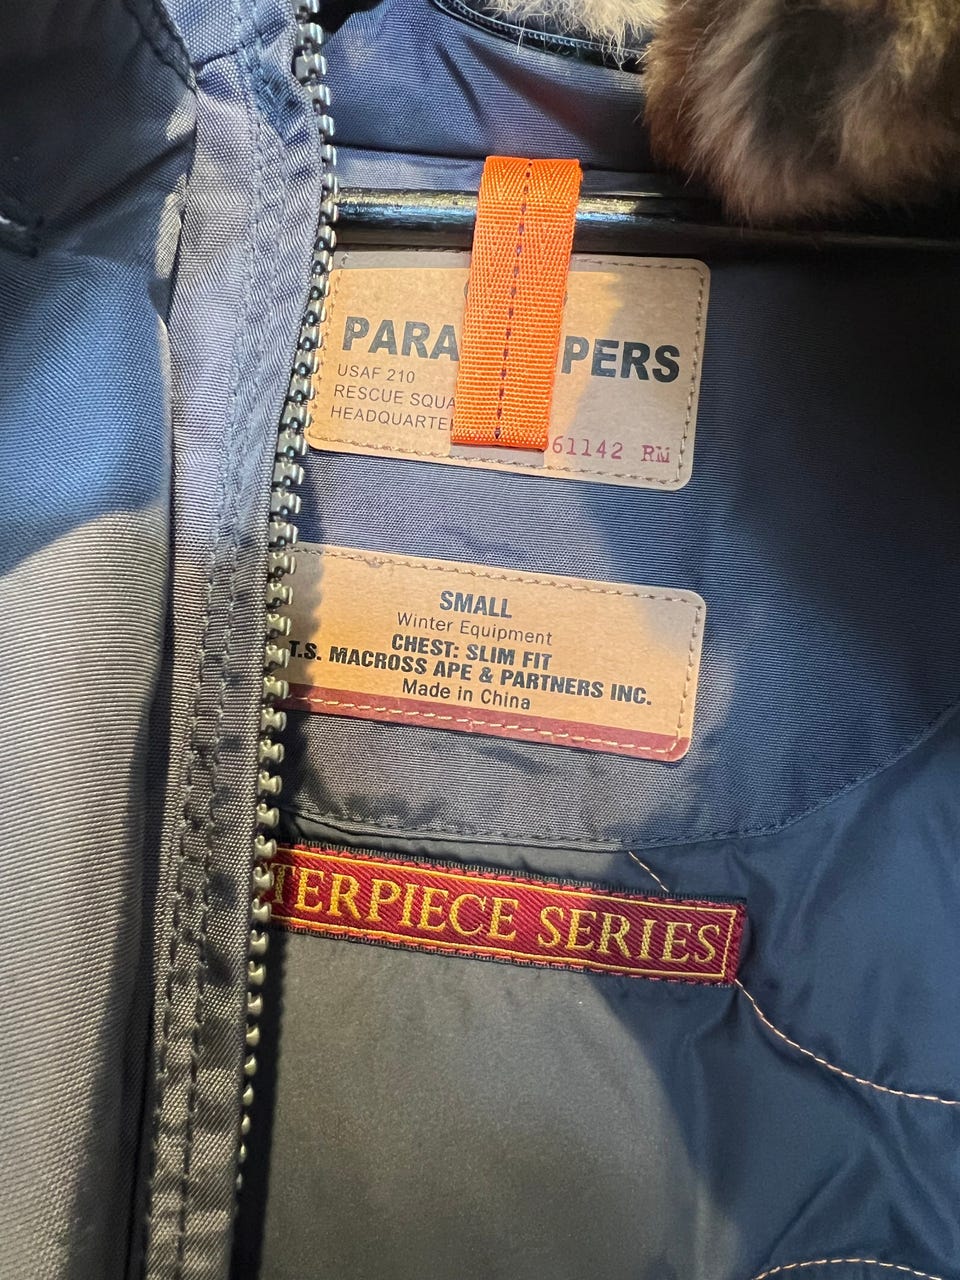 PARA PERS
USAF 210
RESCUE SQUA
HEADQUARTE
61142 RM
SMALL
Winter Equipment
CHEST: SLIM FIT
T.S. MACROSS APE & PARTNERS INC.
Made in China
TERPIECE SERIES